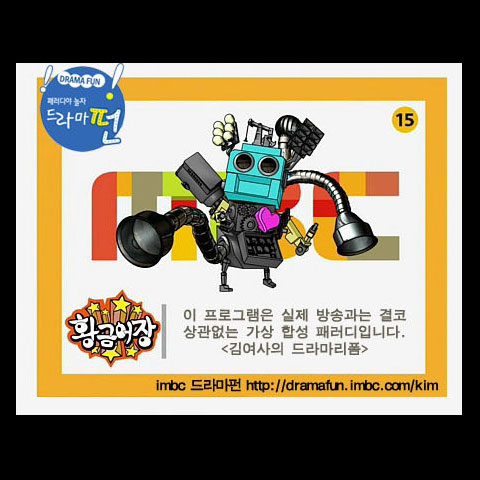 DRAMA FUN
패러디야 놀자
드라마펀
15
MBC
황금어장
이 프로그램은 실제 방송과는 결코
상관없는 가상 합성 패러디입니다.
<김여사의 드라마리폼>
imbc 드라마펀 http://dramafun.imbc.com/kim